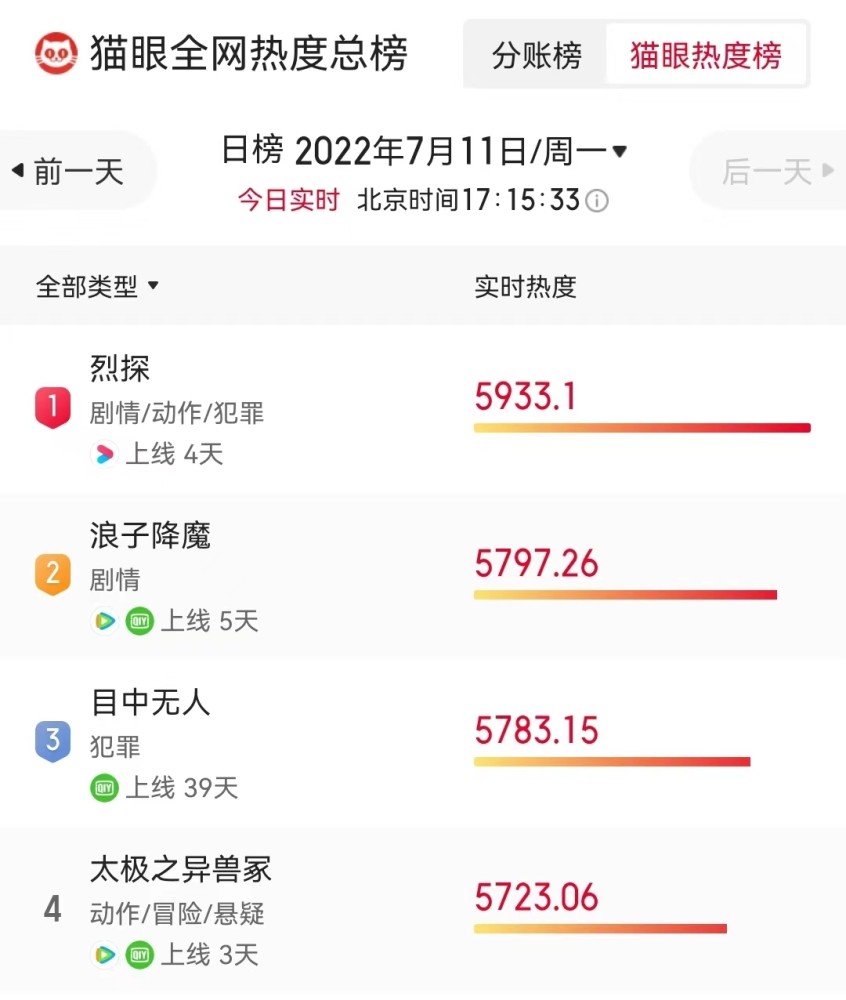 猫眼全网热度总榜
分账榜 猫眼热度榜
前一天
日榜 2022年7月11日/周一
今日实时 北京时间17:15:33
后一天
全部类型 实时热度
1
烈探
剧情/动作/犯罪
上线 4天
5933.1
2
浪子降魔
剧情
QIY 上线 5天
5797.26
3
目中无人
犯罪
QIY 上线 39天
5783.15
4
太极之异兽冢
动作/冒险/悬疑
QIY 上线 3天
5723.06